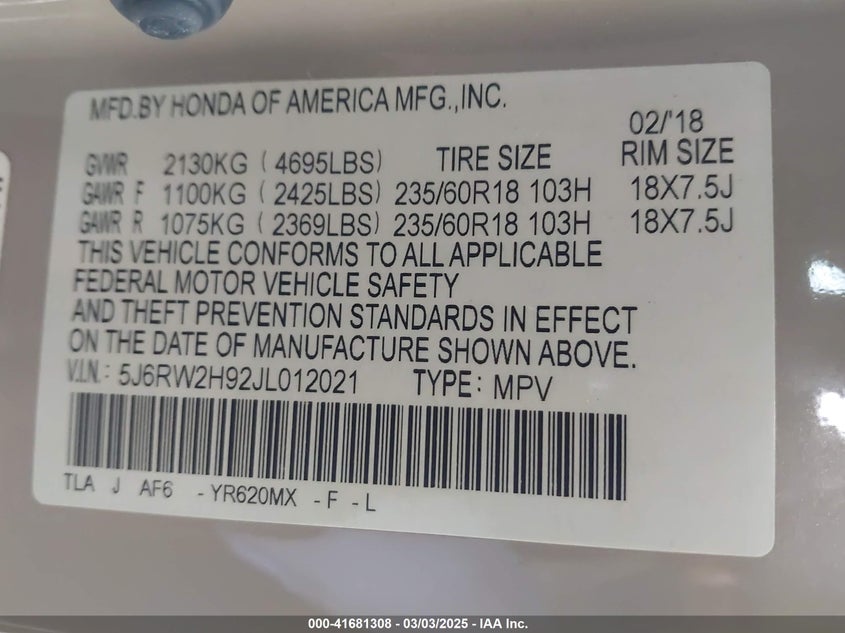 MFD.BY HONDA OF AMERICA MFG.,INC.
02/'18
GVWR 2130KG (4695LBS) TIRE SIZE RIM SIZE
GAWR F 1100KG (2425LBS) 235/60R18 103H 18X7.5J
GAWR R 1075KG (2369LBS) 235/60R18 103H 18X7.5J
THIS VEHICLE CONFORMS TO ALL APPLICABLE
FEDERAL MOTOR VEHICLE SAFETY
AND THEFT PREVENTION STANDARDS IN EFFECT
ON THE DATE OF MANUFACTURE SHOWN ABOVE.
V.I.N.: 5J6RW2H92JL012021 TYPE: MPV
TLA J AF6 -YR620MX -F -L
000-41681308 - 03/03/2025 - IAA Inc.